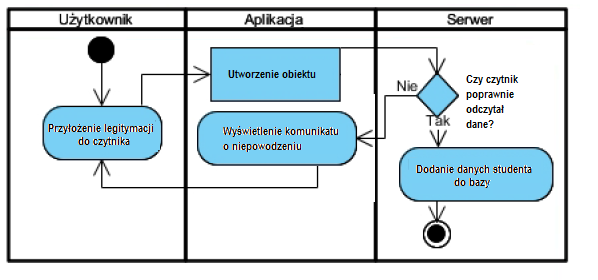 Użytkownik
Aplikacja
Serwer
Przyłożenie legitymacji
do czytnika
Utworzenie obiektu
Nie
Czy czytnik
poprawnie
odczytał
dane?
Tak
Wyświetlenie komunikatu
o niepowodzeniu
Dodanie danych studenta
do bazy